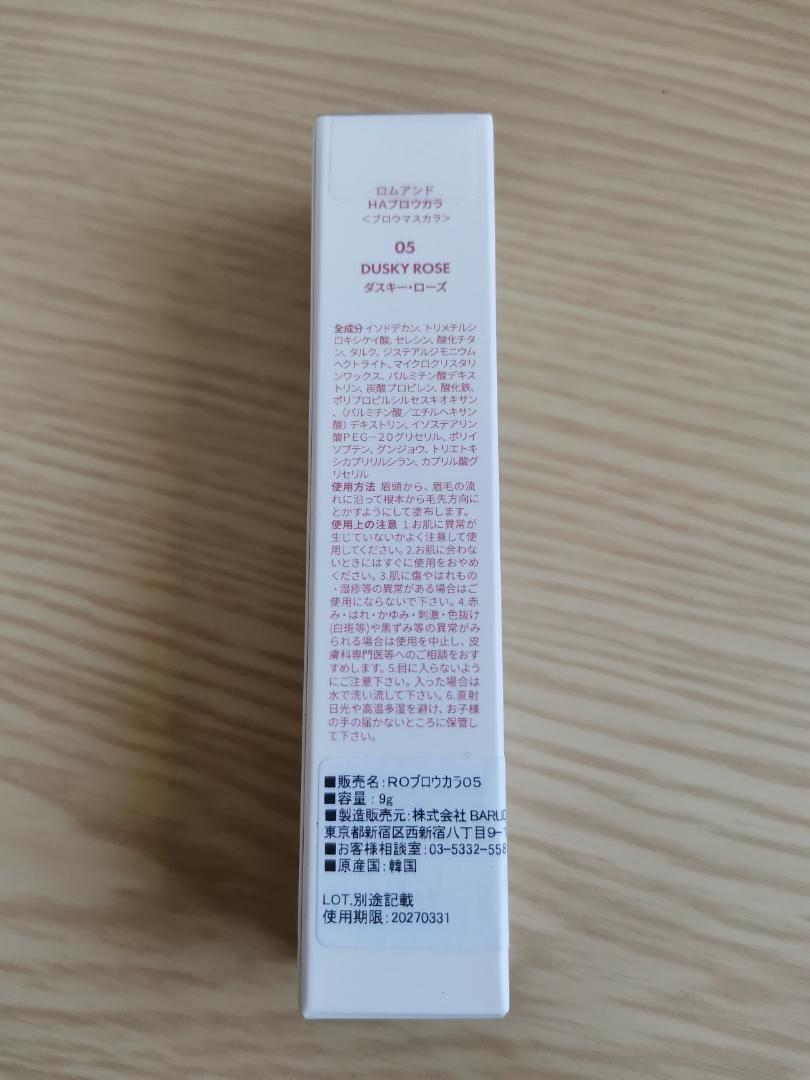 ロムアンド
HAブロウカラ
＜ブロウマスカラ＞
05
DUSKY ROSE
ダスキー・ローズ
全成分 イソドデカン、トリメチルシ
ロキシケイ酸、セレシン、酸化チタ
ン、タルク、ジステアルジモニウム
ヘクトライト、マイクロクリスタリ
ンワックス、パルミチン酸デキス
トリン、炭酸プロピレン、酸化鉄、
ポリプロピルシルセスキオキサン
、（パルミチン酸／エチルヘキサン
酸）デキストリン、イソステアリン
酸PEG－20グリセリル、ポリイ
ソブテン、グンジョウ、トリエトキ
シカプリリルシラン、カプリル酸グ
リセリル
使用方法 眉頭から、眉毛の流
れに沿って根本から毛先方向に
とかすようにして塗布します。
使用上の注意 1.お肌に異常が
生じていないかよく注意して使
用してください。2.お肌に合わな
いときにはすぐに使用をおやめ
ください。3.肌に傷やはれもの
・湿疹等の異常がある場合はご
使用にならないで下さい。4.赤
み・はれ・かゆみ・刺激・色抜け
(白斑等)や黒ずみ等の異常がみ
られる場合は使用を中止し、皮
膚科専門医等へのご相談をおす
すめします。5.目に入らないよう
にご注意下さい。入った場合は
水で洗い流して下さい。6.直射
日光や高温多湿を避け、お子様
の手の届かないところに保管し
て下さい。
■販売名:ROブロウカラ05
■容量：9g
■製造販売元:株式会社
東京都新宿区西新宿八丁目9-1
■お客様相談室:03-5332-558
■原産国:韓国
LOT.別途記載
使用期限:20270331